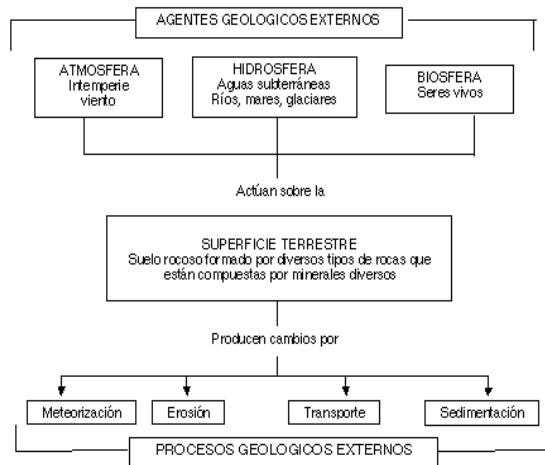 AGENTES GEOLOGICOS EXTERNOS
ATMOSFERA
Intemperie
viento
HIDROSFERA
Aguas subterráneas
Ríos, mares, glaciares
BIOSFERA
Seres vivos
Actúan sobre la
SUPERFICIE TERRESTRE
Suelo rocoso formado por diversos tipos de rocas que
están compuestas por minerales diversos
Producen cambios por
Meteorización
Erosión
Transporte
Sedimentación
PROCESOS GEOLOGICOS EXTERNOS